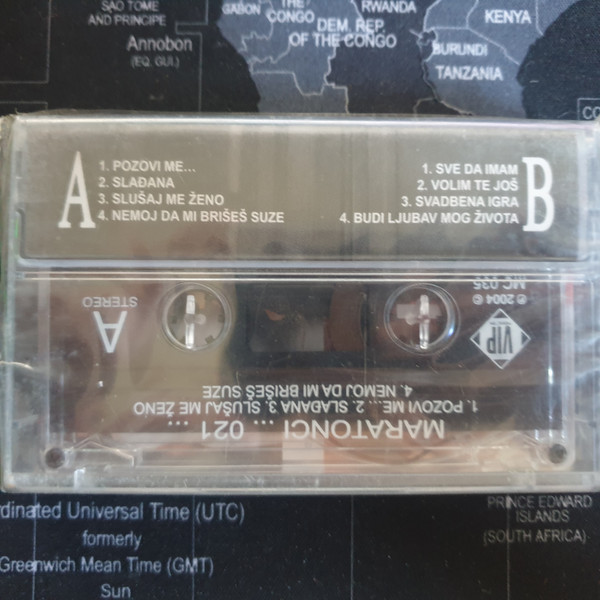 SAO TOME
AND PRINCIPE
GABON
THE
CONGO
RWANDA
KENYA
DEM. REP.
OF THE CONGO
Annobon
(EQ. GUI.)
BURUNDI
TANZANIA
CO
A
1. POZOVI ME...
2. SLAĐANA
3. SLUŠAJ ME ŽENO
4. NEMOJ DA MI BRIŠEŠ SUZE
B
1. SVE DA IMAM
2. VOLIM TE JOŠ
3. SVADBENA IGRA
4. BUDI LJUBAV MOG ŽIVOTA
MARATONCI ... 021 ...
1. POZOVI ME... 2. SLAĐANA 3. SLUŠAJ ME ŽENO
4. NEMOJ DA MI BRIŠEŠ SUZE
VIP
A
STEREO
℗ 2004 ©
MC 035
rdinated Universal Time (UTC)
formerly
Greenwich Mean Time (GMT)
Sun
PRINCE EDWARD
ISLANDS
(SOUTH AFRICA)